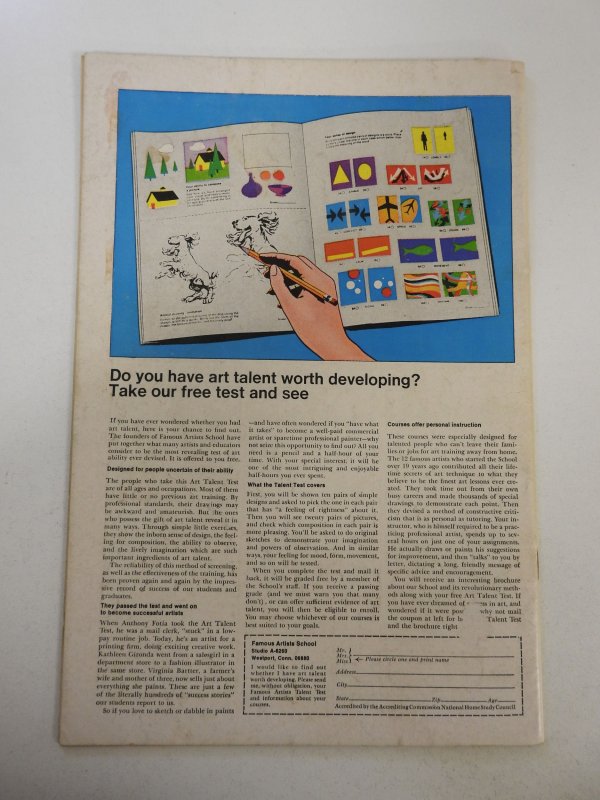 Do you have art talent worth developing?
Take our free test and see
If you have ever wondered whether you had
art talent, here is your chance to find out.
The founders of Famous Artists School have
put together what many artists and educators
consider to be the most revealing test of art
ability ever devised. It is offered to you free.
Designed for people uncertain of their ability
The people who take this Art Talent Test
are of all ages and occupations. Most of them
have little or no previous art training. By
professional standards, their drawings may
be awkward and amateurish. But the ones
who possess the gift of art talent reveal it in
many ways. Through simple little exercises,
they show the inborn sense of design, the feel-
ing for composition, the ability to observe,
and the lively imagination which are such
important ingredients of art talent.
The reliability of this method of screening,
as well as the effectiveness of the training, has
been proven again and again by the impres-
sive record of success of our students and
graduates.
They passed the test and went on
to become successful artists
When Anthony Fotia took the Art Talent
Test, he was a mail clerk, "stuck" in a low-
pay routine job. Today, he's an artist for a
printing firm, doing exciting creative work.
Kathleen Gironda went from a salesgirl in a
department store to a fashion illustrator in
the same store. Virginia Bartter, a farmer's
wife and mother of three, now sells just about
everything she paints. These are just a few
of the literally hundreds of "success stories"
our students report to us.
So if you love to sketch or dabble in paints
—and have often wondered if you "have what
it takes" to become a well-paid commercial
artist or sparetime professional painter—why
not seize this opportunity to find out? All you
need is a pencil and a half-hour of your
time. With your special interest, it will be
one of the most intriguing and enjoyable
half-hours you ever spent.
What the Talent Test covers
First, you will be shown ten pairs of simple
designs and asked to pick the one in each pair
that has "a feeling of rightness" about it.
Then you will see twenty pairs of pictures,
and check which composition in each pair is
more pleasing. You'll be asked to do original
sketches to demonstrate your imagination
and powers of observation. And in similar
ways, your feeling for mood, form, movement,
and so on will be tested.
When you complete the test and mail it
back, it will be graded free by a member of
the School's staff. If you receive a passing
grade (and we must warn you that many
don't), or can offer sufficient evidence of art
talent, you will then be eligible to enroll.
You may choose whichever of our courses is
best suited to your goals.
Courses offer personal instruction
These courses were especially designed for
talented people who can't leave their fami-
lies or jobs for art training away from home.
The 12 famous artists who started the School
over 19 years ago contributed all their life-
time secrets of art technique to what they
believe to be the finest art lessons ever cre-
ated. They took time out from their own
busy careers and made thousands of special
drawings to demonstrate each point. Then
they devised a method of constructive criti-
cism that is as personal as tutoring. Your in-
structor, who is himself required to be a prac-
ticing professional artist, spends up to sev-
eral hours on just one of your assignments.
He actually draws or paints his suggestions
for improvement, and then "talks" to you by
letter, dictating a long, friendly message of
specific advice and encouragement.
You will receive an interesting brochure
about our School and its revolutionary meth-
ods along with your free Art Talent Test. If
you have ever dreamed of ess in art, and
wondered if it were pos why not mail
the coupon at left for b Talent Test
and the brochure right
Famous Artists School
Studio A-6260
Westport, Conn. 06880
I would like to find out
whether I have art talent
worth developing. Please send
me, without obligation, your
Famous Artists Talent Test
and information about your
courses.
Mr.
Mrs.
Miss
Please circle one and print name
Address
City
State Zip Age
Accredited by the Accrediting Commission National Home Study Council